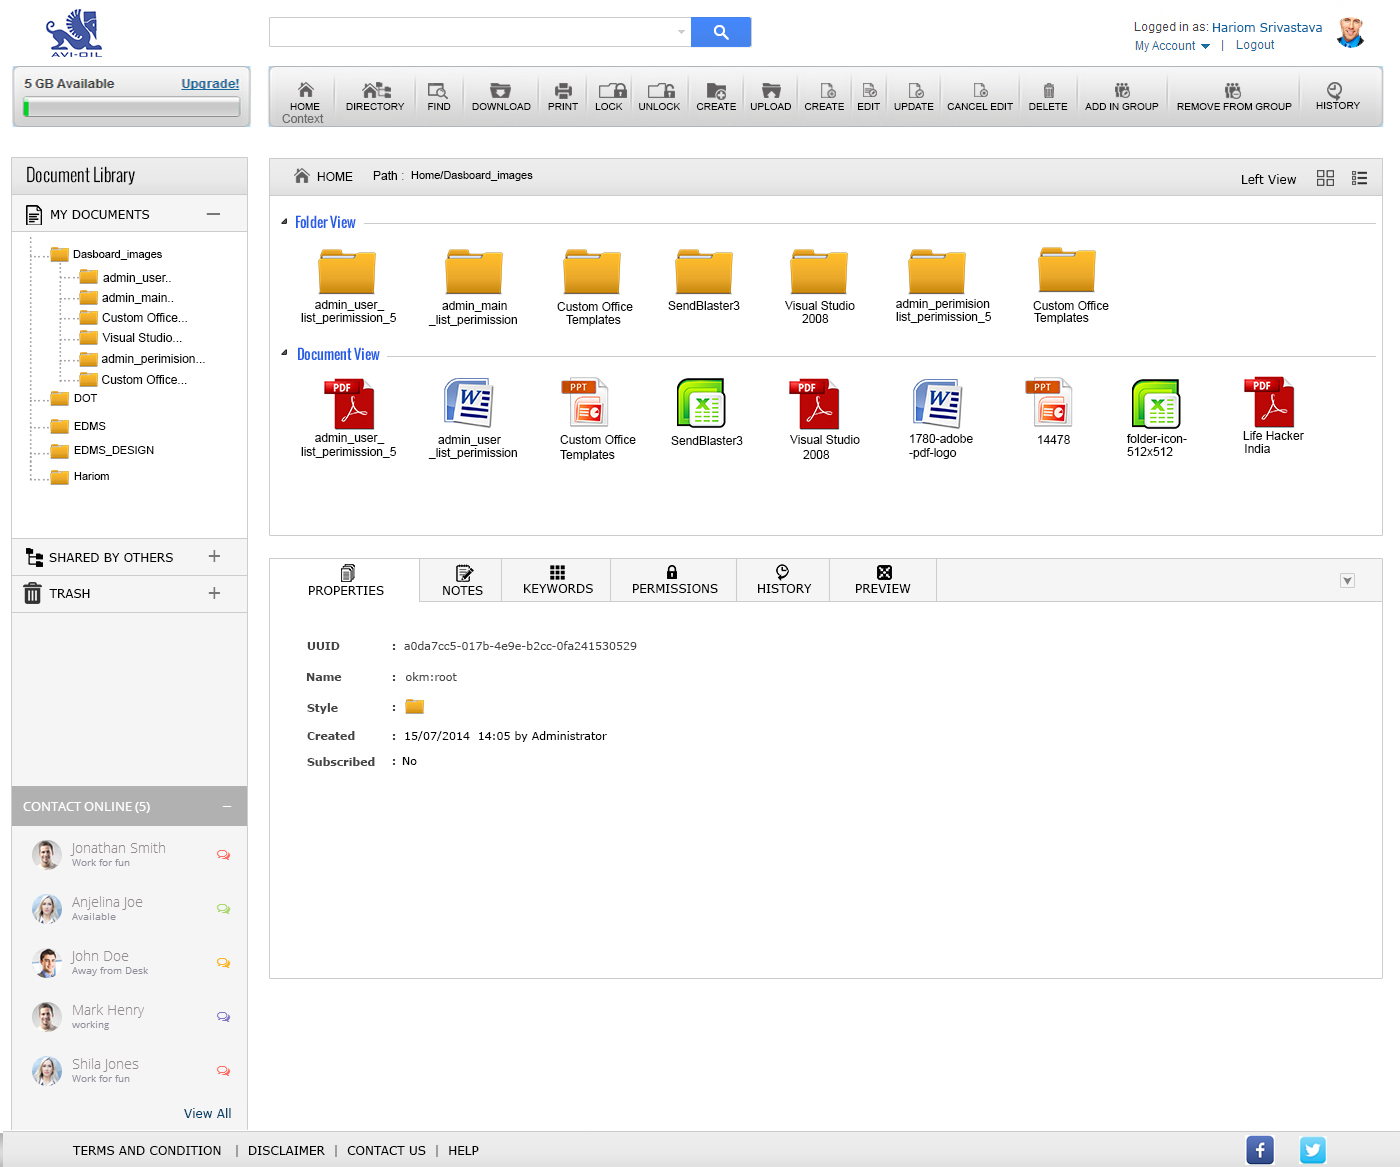 AVI-OIL
Logged in as: Hariom Srivastava
My Account | Logout
5 GB Available Upgrade!
HOME DIRECTORY FIND DOWNLOAD PRINT LOCK UNLOCK CREATE UPLOAD CREATE EDIT UPDATE CANCEL EDIT DELETE ADD IN GROUP REMOVE FROM GROUP HISTORY
Context
Document Library
MY DOCUMENTS
Dasboard_images
admin_user..
admin_main..
Custom Office...
Visual Studio...
admin_perimision...
Custom Office...
DOT
EDMS
EDMS_DESIGN
Hariom
SHARED BY OTHERS
TRASH
CONTACT ONLINE (5)
Jonathan Smith
Work for fun
Anjelina Joe
Available
John Doe
Away from Desk
Mark Henry
working
Shila Jones
Work for fun
View All
HOME Path : Home/Dasboard_images
Left View
Folder View
admin_user_
list_perimission_5
admin_main
_list_perimission
Custom Office
Templates
SendBlaster3
Visual Studio
2008
admin_perimision
list_perimission_5
Custom Office
Templates
Document View
PDF
admin_user_
list_perimission_5
W
admin_user
_list_perimission
PPT
Custom Office
Templates
X
SendBlaster3
PDF
Visual Studio
2008
W
1780-adobe
-pdf-logo
PPT
14478
X
folder-icon-
512x512
PDF
Life Hacker
India
PROPERTIES NOTES KEYWORDS PERMISSIONS HISTORY PREVIEW
UUID : a0da7cc5-017b-4e9e-b2cc-0fa241530529
Name : okm:root
Style :
Created : 15/07/2014 14:05 by Administrator
Subscribed : No
TERMS AND CONDITION | DISCLAIMER | CONTACT US | HELP
f